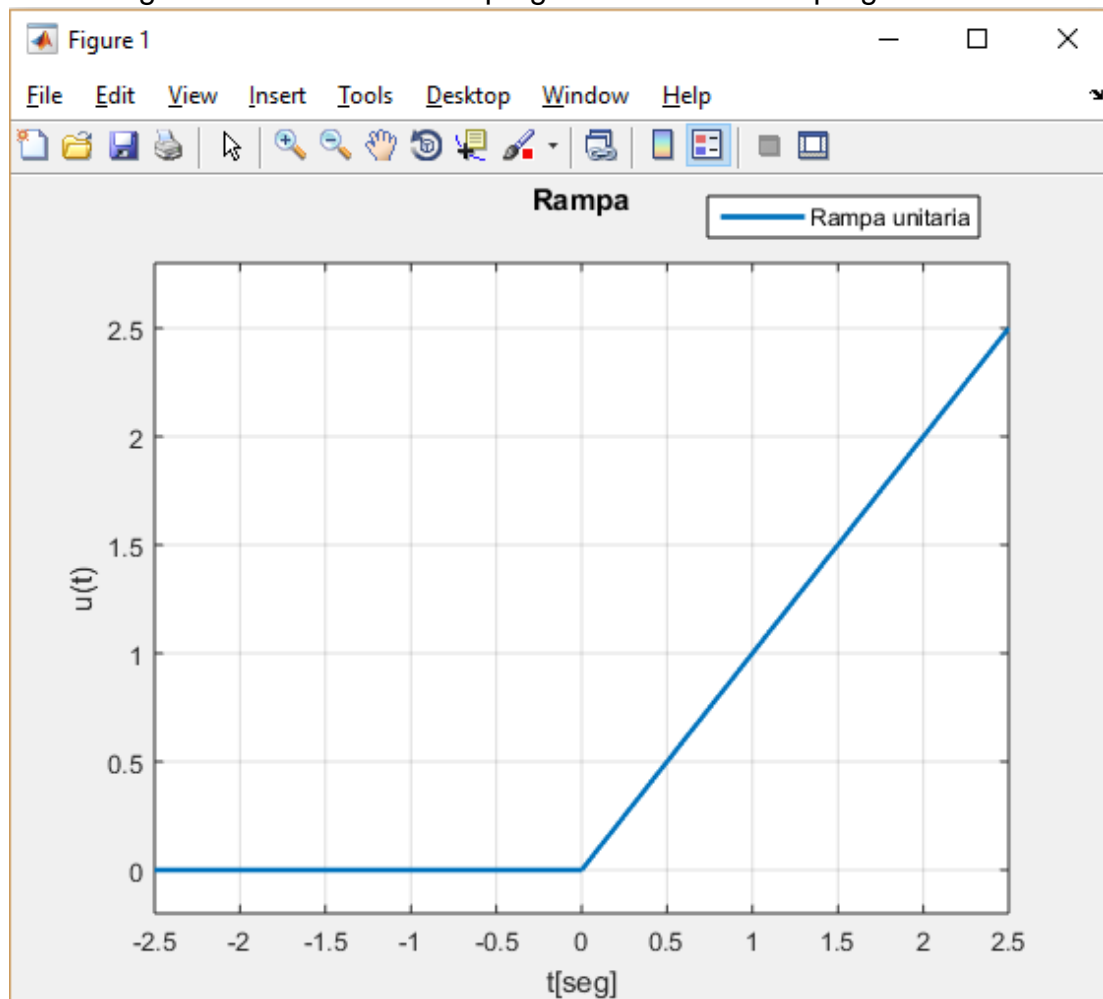 Figure 1
File Edit View Insert Tools Desktop Window Help
Rampa
Rampa unitaria
2.5
2
1.5
1
0.5
0
u(t)
-2.5 -2 -1.5 -1 -0.5 0 0.5 1 1.5 2 2.5
t[seg]